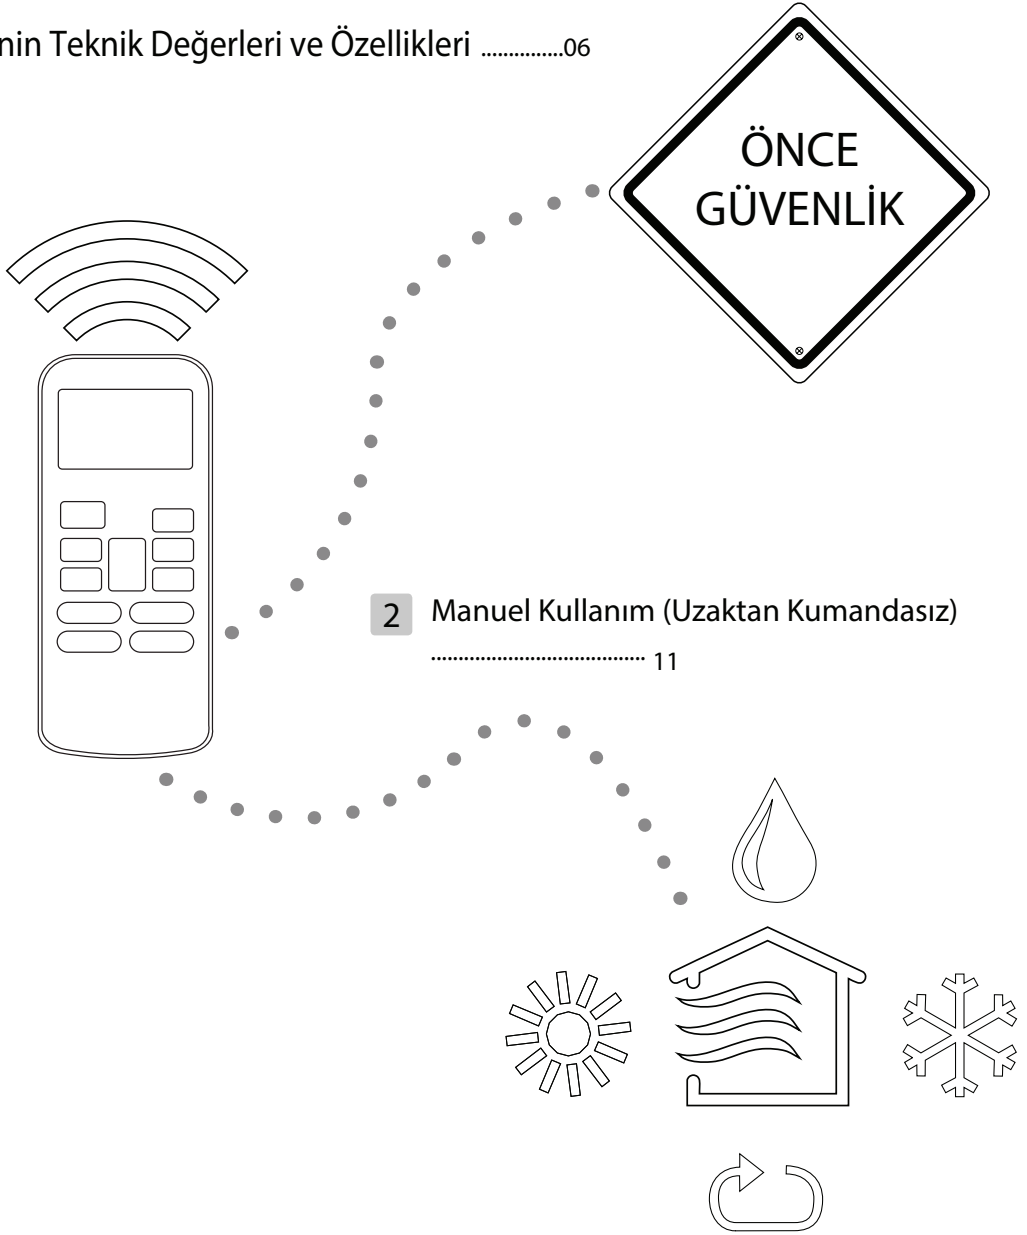 nin Teknik Değerleri ve Özellikleri ...............06
ÖNCE
GÜVENLİK
2 Manuel Kullanım (Uzaktan Kumandasız)
....................................... 11